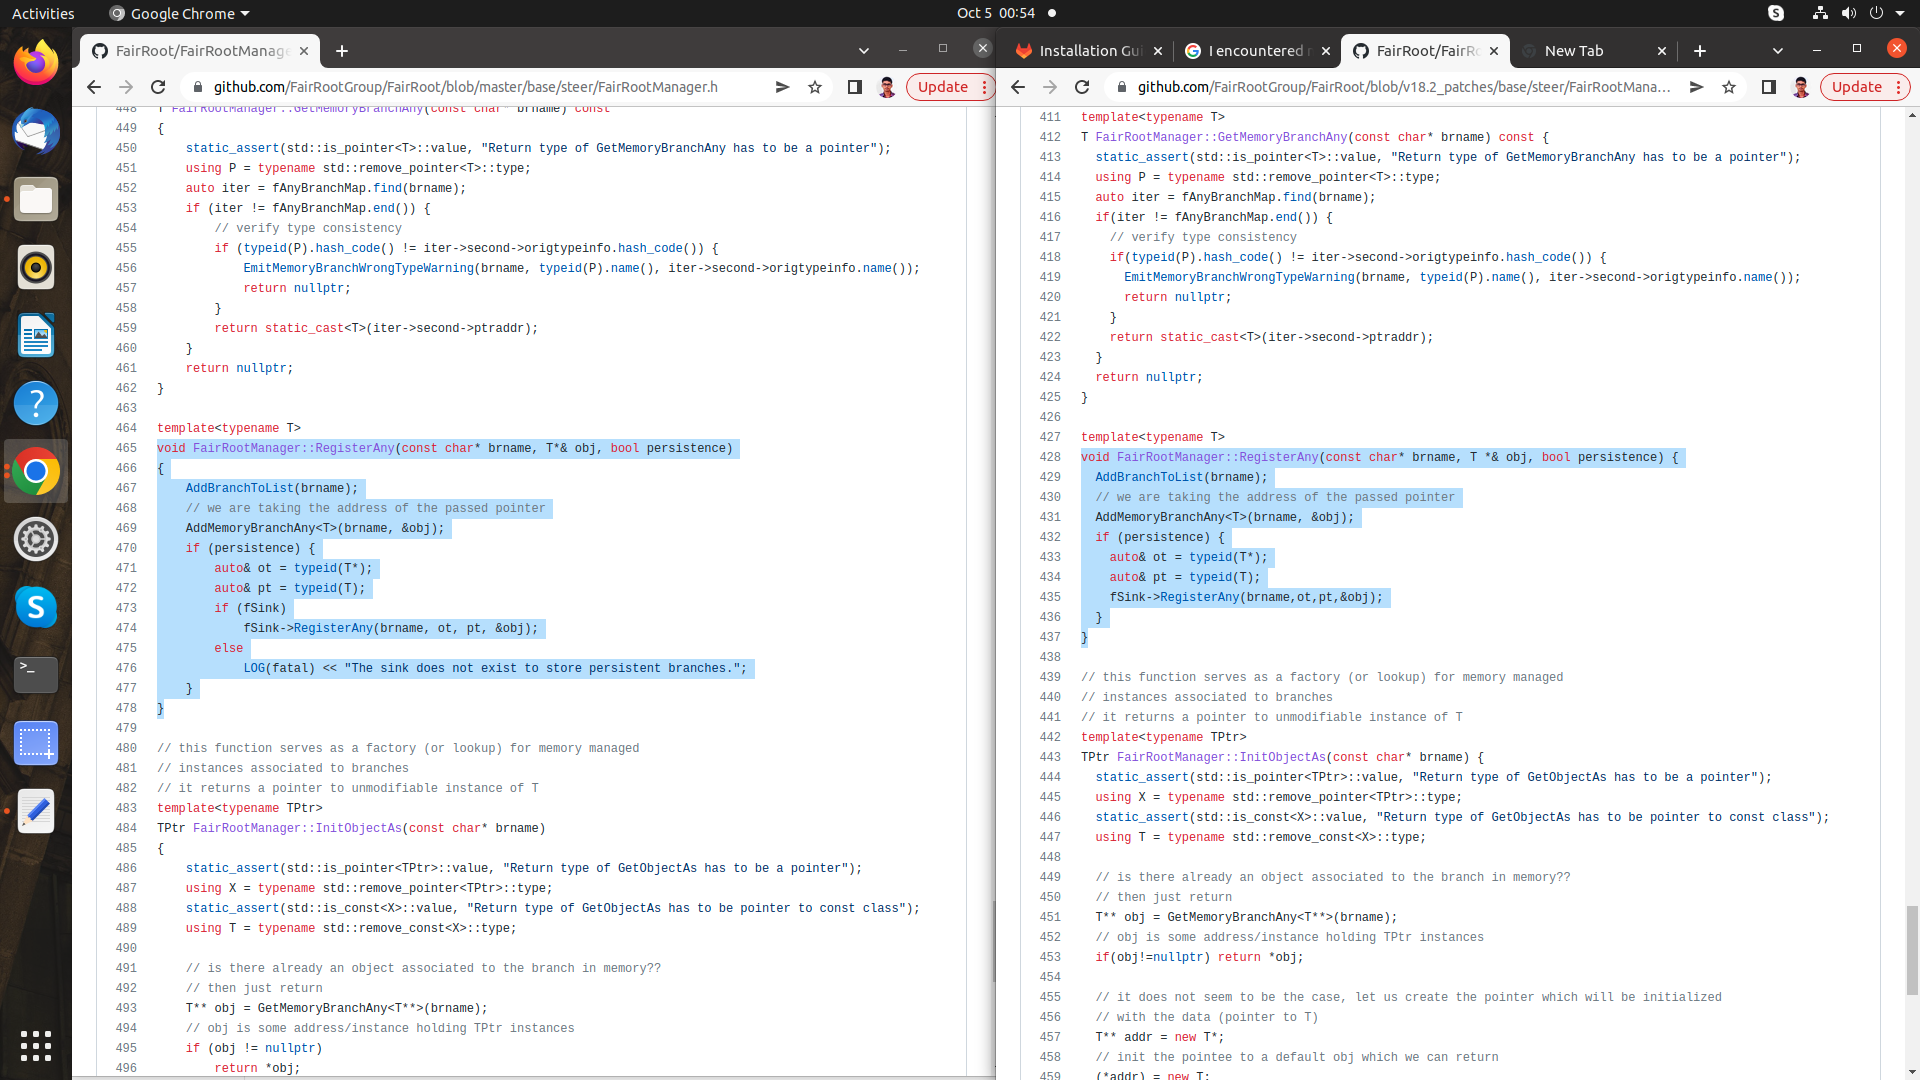 Activities
Google Chrome
Oct 5 00:54
FairRoot/FairRootManage
github.com/FairRootGroup/FairRoot/blob/master/base/steer/FairRootManager.h
Update
448 T FairRootManager::GetMemoryBranchAny(const char* brname) const
449 {
450 static_assert(std::is_pointer<T>::value, "Return type of GetMemoryBranchAny has to be a pointer");
451 using P = typename std::remove_pointer<T>::type;
452 auto iter = fAnyBranchMap.find(brname);
453 if (iter != fAnyBranchMap.end()) {
454 // verify type consistency
455 if (typeid(P).hash_code() != iter->second->origtypeinfo.hash_code()) {
456 EmitMemoryBranchWrongTypeWarning(brname, typeid(P).name(), iter->second->origtypeinfo.name());
457 return nullptr;
458 }
459 return static_cast<T>(iter->second->ptraddr);
460 }
461 return nullptr;
462 }
463
464 template<typename T>
465 void FairRootManager::RegisterAny(const char* brname, T*& obj, bool persistence)
466 {
467 AddBranchToList(brname);
468 // we are taking the address of the passed pointer
469 AddMemoryBranchAny<T>(brname, &obj);
470 if (persistence) {
471 auto& ot = typeid(T*);
472 auto& pt = typeid(T);
473 if (fSink)
474 fSink->RegisterAny(brname, ot, pt, &obj);
475 else
476 LOG(fatal) << "The sink does not exist to store persistent branches.";
477 }
478 }
479
480 // this function serves as a factory (or lookup) for memory managed
481 // instances associated to branches
482 // it returns a pointer to unmodifiable instance of T
483 template<typename TPtr>
484 TPtr FairRootManager::InitObjectAs(const char* brname)
485 {
486 static_assert(std::is_pointer<TPtr>::value, "Return type of GetObjectAs has to be a pointer");
487 using X = typename std::remove_pointer<TPtr>::type;
488 static_assert(std::is_const<X>::value, "Return type of GetObjectAs has to be pointer to const class");
489 using T = typename std::remove_const<X>::type;
490
491 // is there already an object associated to the branch in memory??
492 // then just return
493 T** obj = GetMemoryBranchAny<T**>(brname);
494 // obj is some address/instance holding TPtr instances
495 if (obj != nullptr)
496 return *obj;
Installation Gui
I encountered
FairRoot/FairRo
New Tab
github.com/FairRootGroup/FairRoot/blob/v18.2_patches/base/steer/FairRootMana...
Update
411 template<typename T>
412 T FairRootManager::GetMemoryBranchAny(const char* brname) const {
413 static_assert(std::is_pointer<T>::value, "Return type of GetMemoryBranchAny has to be a pointer");
414 using P = typename std::remove_pointer<T>::type;
415 auto iter = fAnyBranchMap.find(brname);
416 if(iter != fAnyBranchMap.end()) {
417 // verify type consistency
418 if(typeid(P).hash_code() != iter->second->origtypeinfo.hash_code()) {
419 EmitMemoryBranchWrongTypeWarning(brname, typeid(P).name(), iter->second->origtypeinfo.name());
420 return nullptr;
421 }
422 return static_cast<T>(iter->second->ptraddr);
423 }
424 return nullptr;
425 }
426
427 template<typename T>
428 void FairRootManager::RegisterAny(const char* brname, T *& obj, bool persistence) {
429 AddBranchToList(brname);
430 // we are taking the address of the passed pointer
431 AddMemoryBranchAny<T>(brname, &obj);
432 if (persistence) {
433 auto& ot = typeid(T*);
434 auto& pt = typeid(T);
435 fSink->RegisterAny(brname,ot,pt,&obj);
436 }
437 }
438
439 // this function serves as a factory (or lookup) for memory managed
440 // instances associated to branches
441 // it returns a pointer to unmodifiable instance of T
442 template<typename TPtr>
443 TPtr FairRootManager::InitObjectAs(const char* brname) {
444 static_assert(std::is_pointer<TPtr>::value, "Return type of GetObjectAs has to be a pointer");
445 using X = typename std::remove_pointer<TPtr>::type;
446 static_assert(std::is_const<X>::value, "Return type of GetObjectAs has to be pointer to const class");
447 using T = typename std::remove_const<X>::type;
448
449 // is there already an object associated to the branch in memory??
450 // then just return
451 T** obj = GetMemoryBranchAny<T**>(brname);
452 // obj is some address/instance holding TPtr instances
453 if(obj!=nullptr) return *obj;
454
455 // it does not seem to be the case, let us create the pointer which will be initialized
456 // with the data (pointer to T)
457 T** addr = new T*;
458 // init the pointee to a default obj which we can return
459 (*addr) = new T;